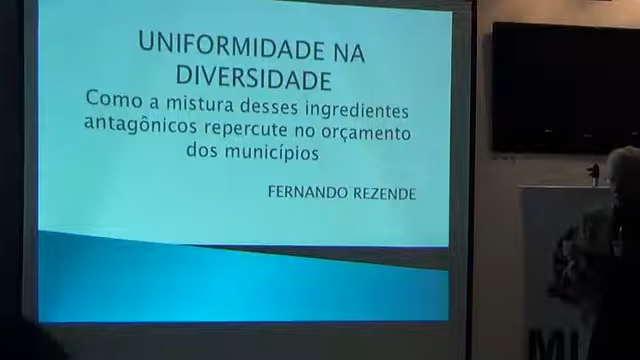 UNIFORMIDADE NA
DIVERSIDADE
Como a mistura desses ingredientes
antagônicos repercute no orçamento
dos municípios
FERNANDO REZENDE